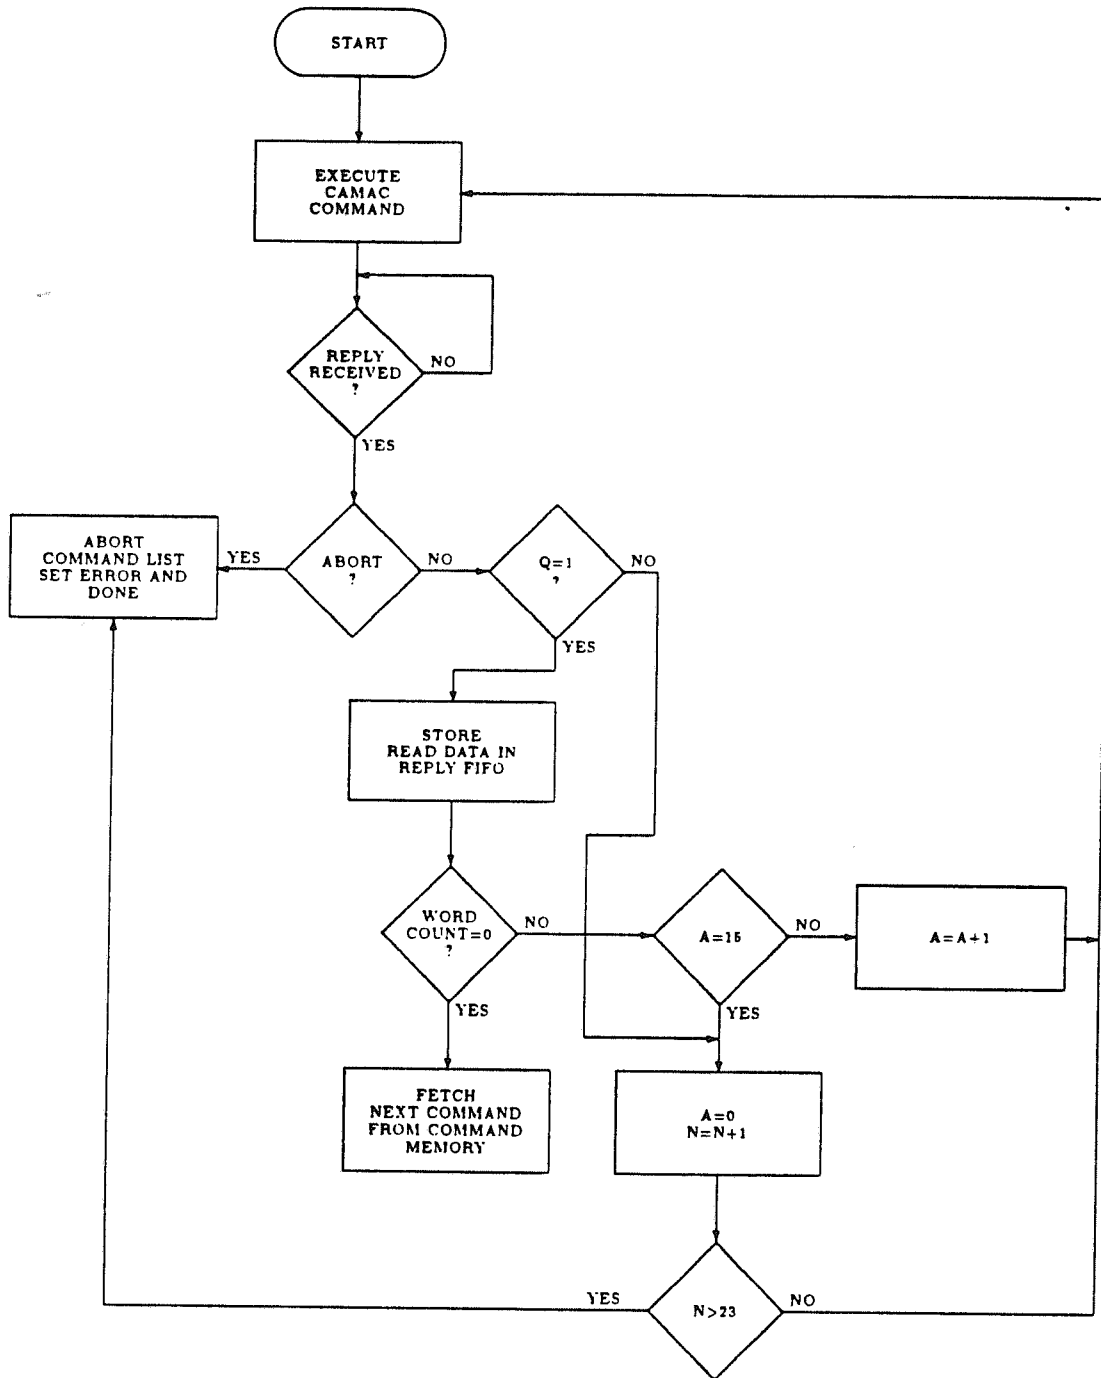 START
EXECUTE
CAMAC
COMMAND
REPLY
RECEIVED
?
NO
YES
ABORT
COMMAND LIST
SET ERROR AND
DONE
YES
ABORT
?
NO
Q=1
?
NO
YES
STORE
READ DATA IN
REPLY FIFO
WORD
COUNT=0
?
NO
A=15
NO
A=A+1
YES
YES
FETCH
NEXT COMMAND
FROM COMMAND
MEMORY
A=0
N=N+1
YES
N>23
NO